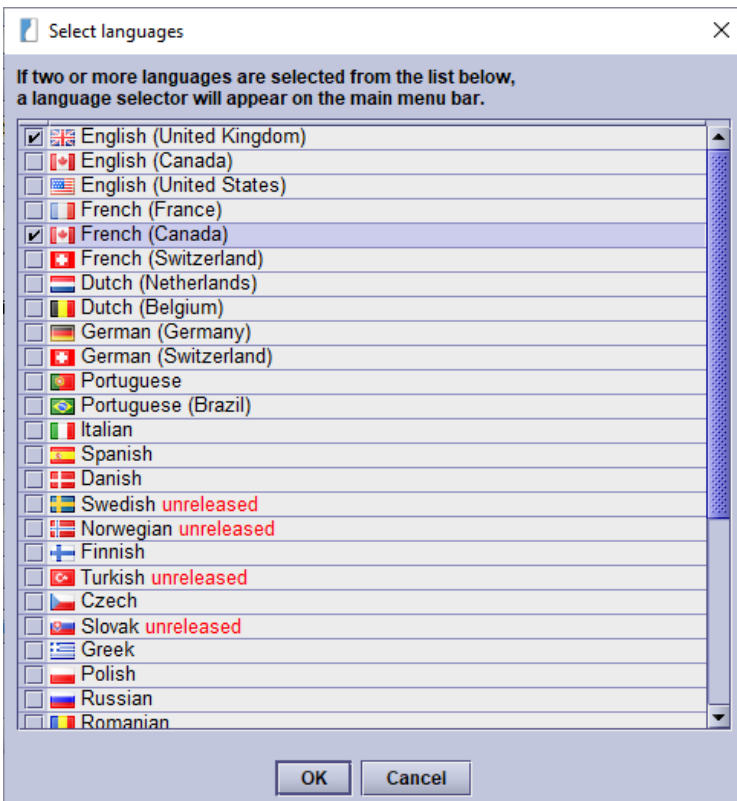 Select languages
If two or more languages are selected from the list below,
a language selector will appear on the main menu bar.
English (United Kingdom)
English (Canada)
English (United States)
French (France)
French (Canada)
French (Switzerland)
Dutch (Netherlands)
Dutch (Belgium)
German (Germany)
German (Switzerland)
Portuguese
Portuguese (Brazil)
Italian
Spanish
Danish
Swedish unreleased
Norwegian unreleased
Finnish
Turkish unreleased
Czech
Slovak unreleased
Greek
Polish
Russian
Romanian
OK Cancel